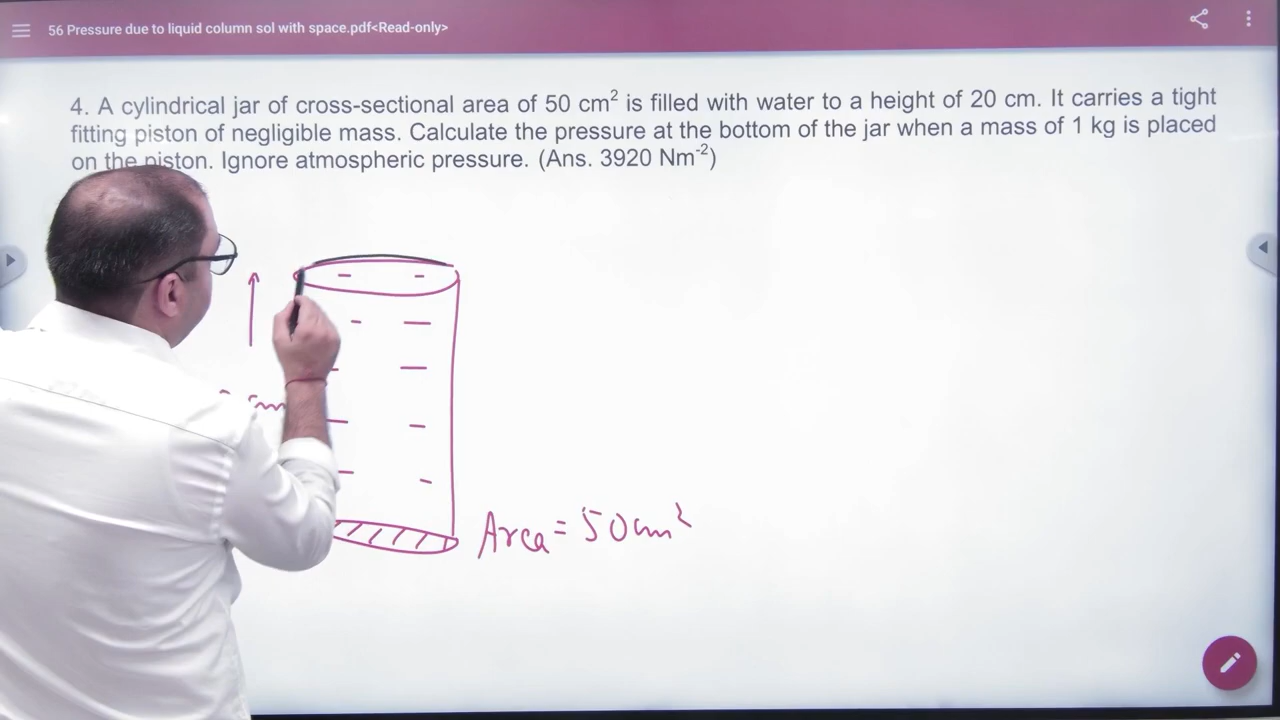 56 Pressure due to liquid column sol with space.pdf<Read-only>
4. A cylindrical jar of cross-sectional area of 50 cm² is filled with water to a height of 20 cm. It carries a tight
fitting piston of negligible mass. Calculate the pressure at the bottom of the jar when a mass of 1 kg is placed
on the piston. Ignore atmospheric pressure. (Ans. 3920 Nm⁻²)
cm
Area = 50cm²